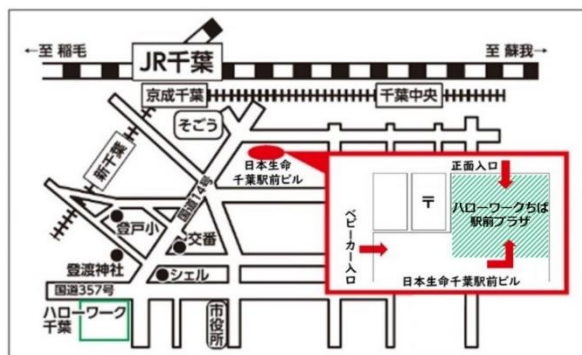 ←至 稲毛
至 蘇我→
JR千葉
京成千葉
千葉中央
そごう
新千葉
日本生命
千葉駅前ビル
国道14号
登戸小
交番
登渡神社
シェル
国道357号
ハローワーク
千葉
市役所
正面入口
〒
ハローワークちば
駅前プラザ
ベビーカー入口
日本生命千葉駅前ビル